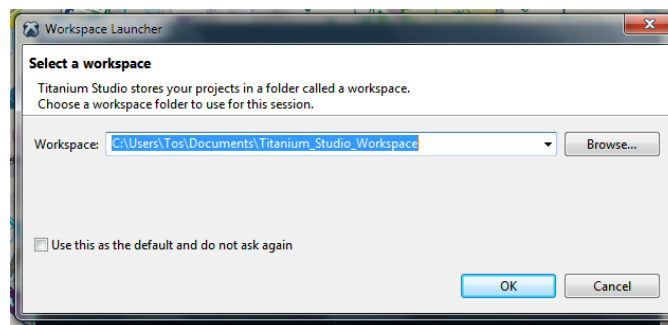 Workspace Launcher
Select a workspace
Titanium Studio stores your projects in a folder called a workspace.
Choose a workspace folder to use for this session.
Workspace: C:\Users\Tos\Documents\Titanium_Studio_Workspace Browse...
Use this as the default and do not ask again
OK Cancel